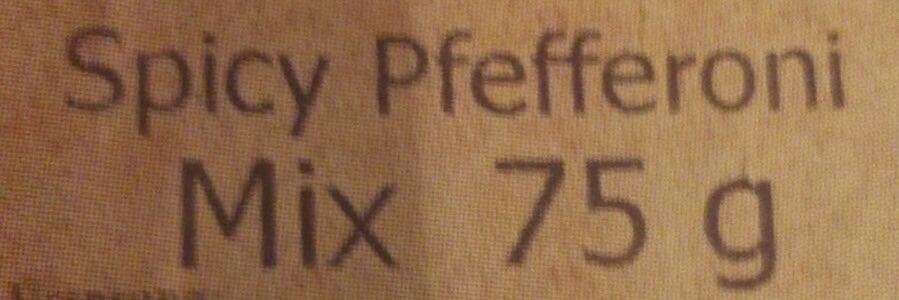 Spicy Pfefferoni
Mix 75 g